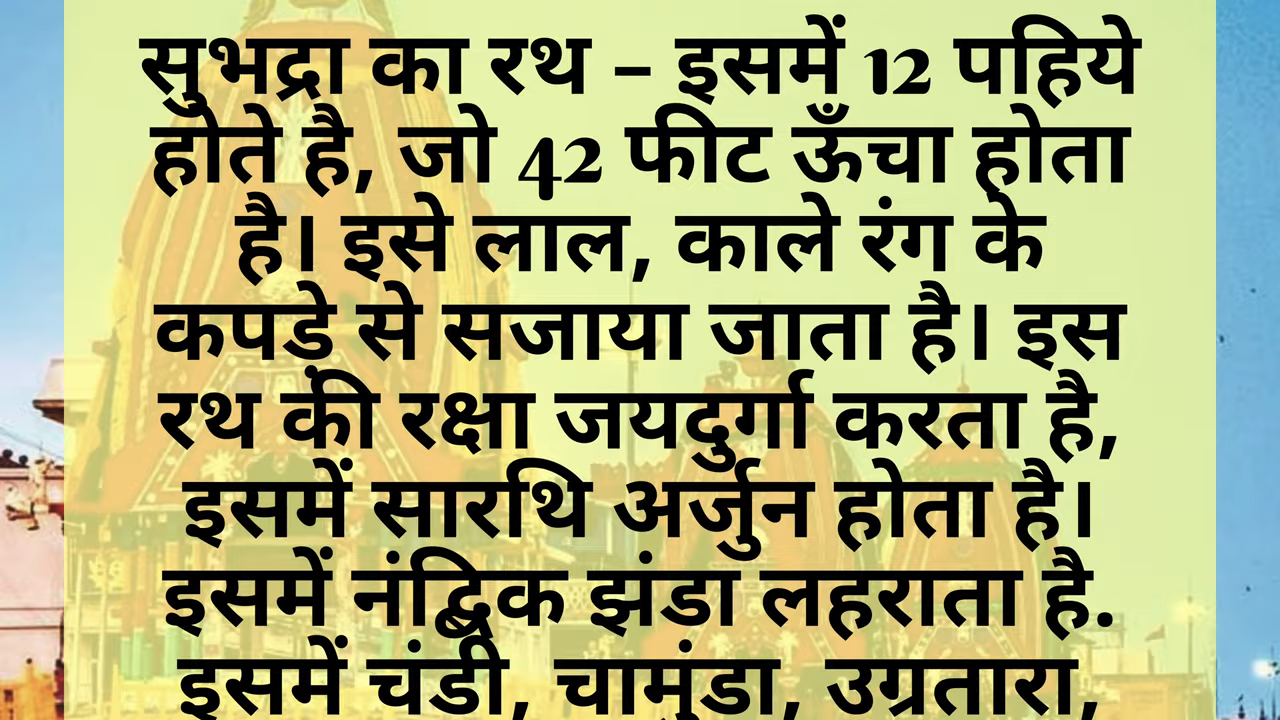 सुभद्रा का रथ – इसमें 12 पहिये
होते है, जो 42 फीट ऊँचा होता
है। इसे लाल, काले रंग के
कपड़े से सजाया जाता है। इस
रथ की रक्षा जयदुर्गा करता है,
इसमें सारथि अर्जुन होता है।
इसमें नंद्बिक झंडा लहराता है.
इसमें चंडी, चामुंडा, उग्रतारा,